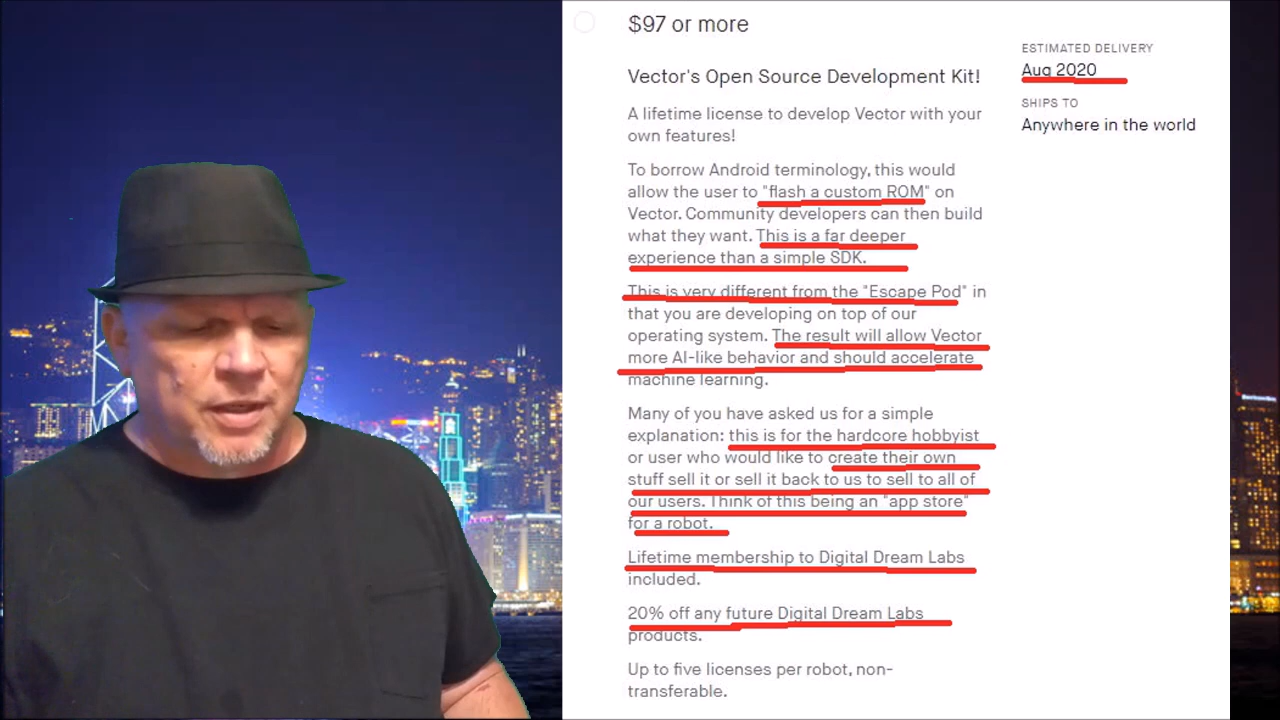 $97 or more
Vector's Open Source Development Kit!
A lifetime license to develop Vector with your
own features!
To borrow Android terminology, this would
allow the user to "flash a custom ROM" on
Vector. Community developers can then build
what they want. This is a far deeper
experience than a simple SDK.
This is very different from the "Escape Pod" in
that you are developing on top of our
operating system. The result will allow Vector
more AI-like behavior and should accelerate
machine learning.
Many of you have asked us for a simple
explanation: this is for the hardcore hobbyist
or user who would like to create their own
stuff sell it or sell it back to us to sell to all of
our users. Think of this being an "app store"
for a robot.
Lifetime membership to Digital Dream Labs
included.
20% off any future Digital Dream Labs
products.
Up to five licenses per robot, non-
transferable.
ESTIMATED DELIVERY
Aug 2020
SHIPS TO
Anywhere in the world